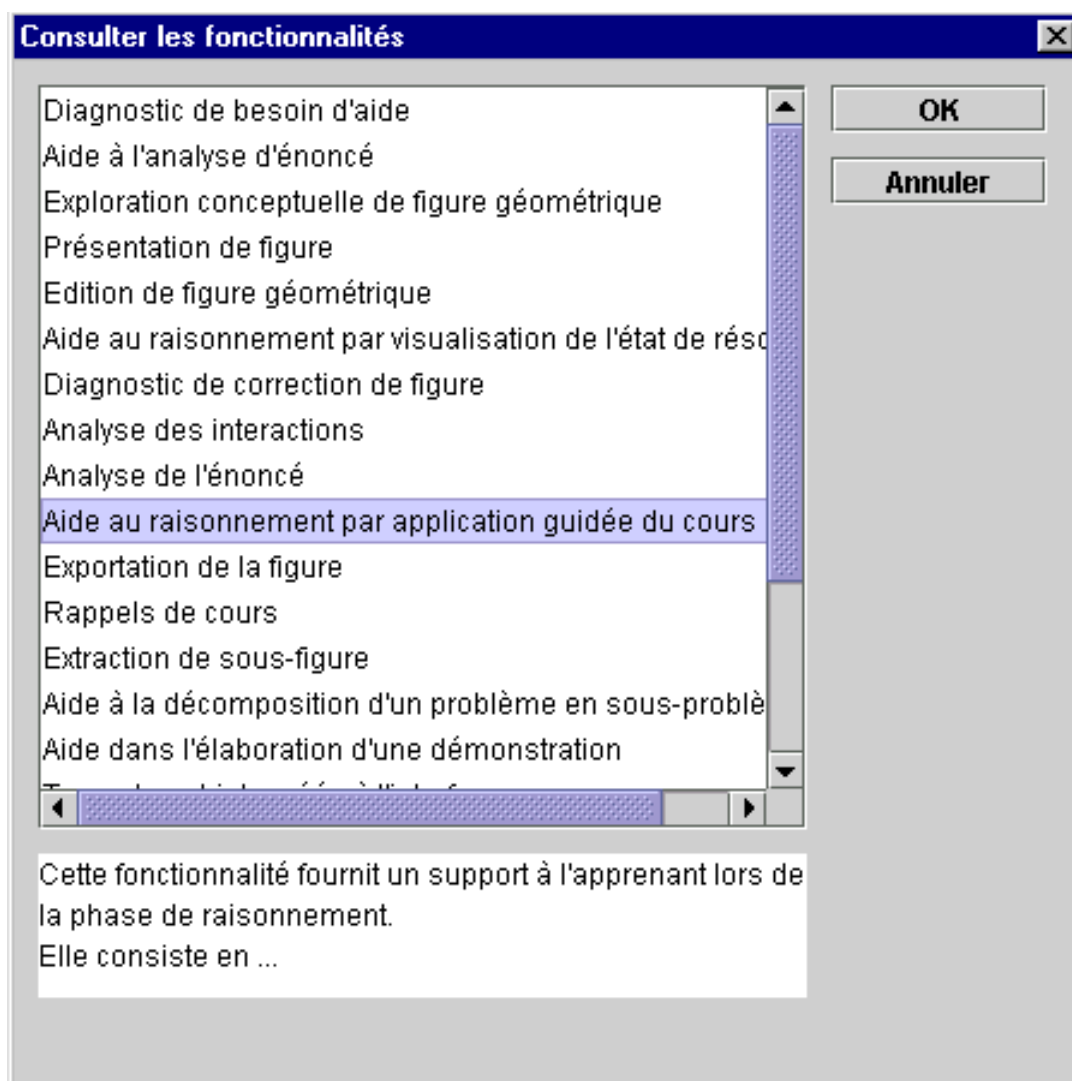 Consulter les fonctionnalités
Diagnostic de besoin d'aide
Aide à l'analyse d'énoncé
Exploration conceptuelle de figure géométrique
Présentation de figure
Edition de figure géométrique
Aide au raisonnement par visualisation de l'état de réso
Diagnostic de correction de figure
Analyse des interactions
Analyse de l'énoncé
Aide au raisonnement par application guidée du cours
Exportation de la figure
Rappels de cours
Extraction de sous-figure
Aide à la décomposition d'un problème en sous-problè
Aide dans l'élaboration d'une démonstration
OK
Annuler
Cette fonctionnalité fournit un support à l'apprenant lors de
la phase de raisonnement.
Elle consiste en ...